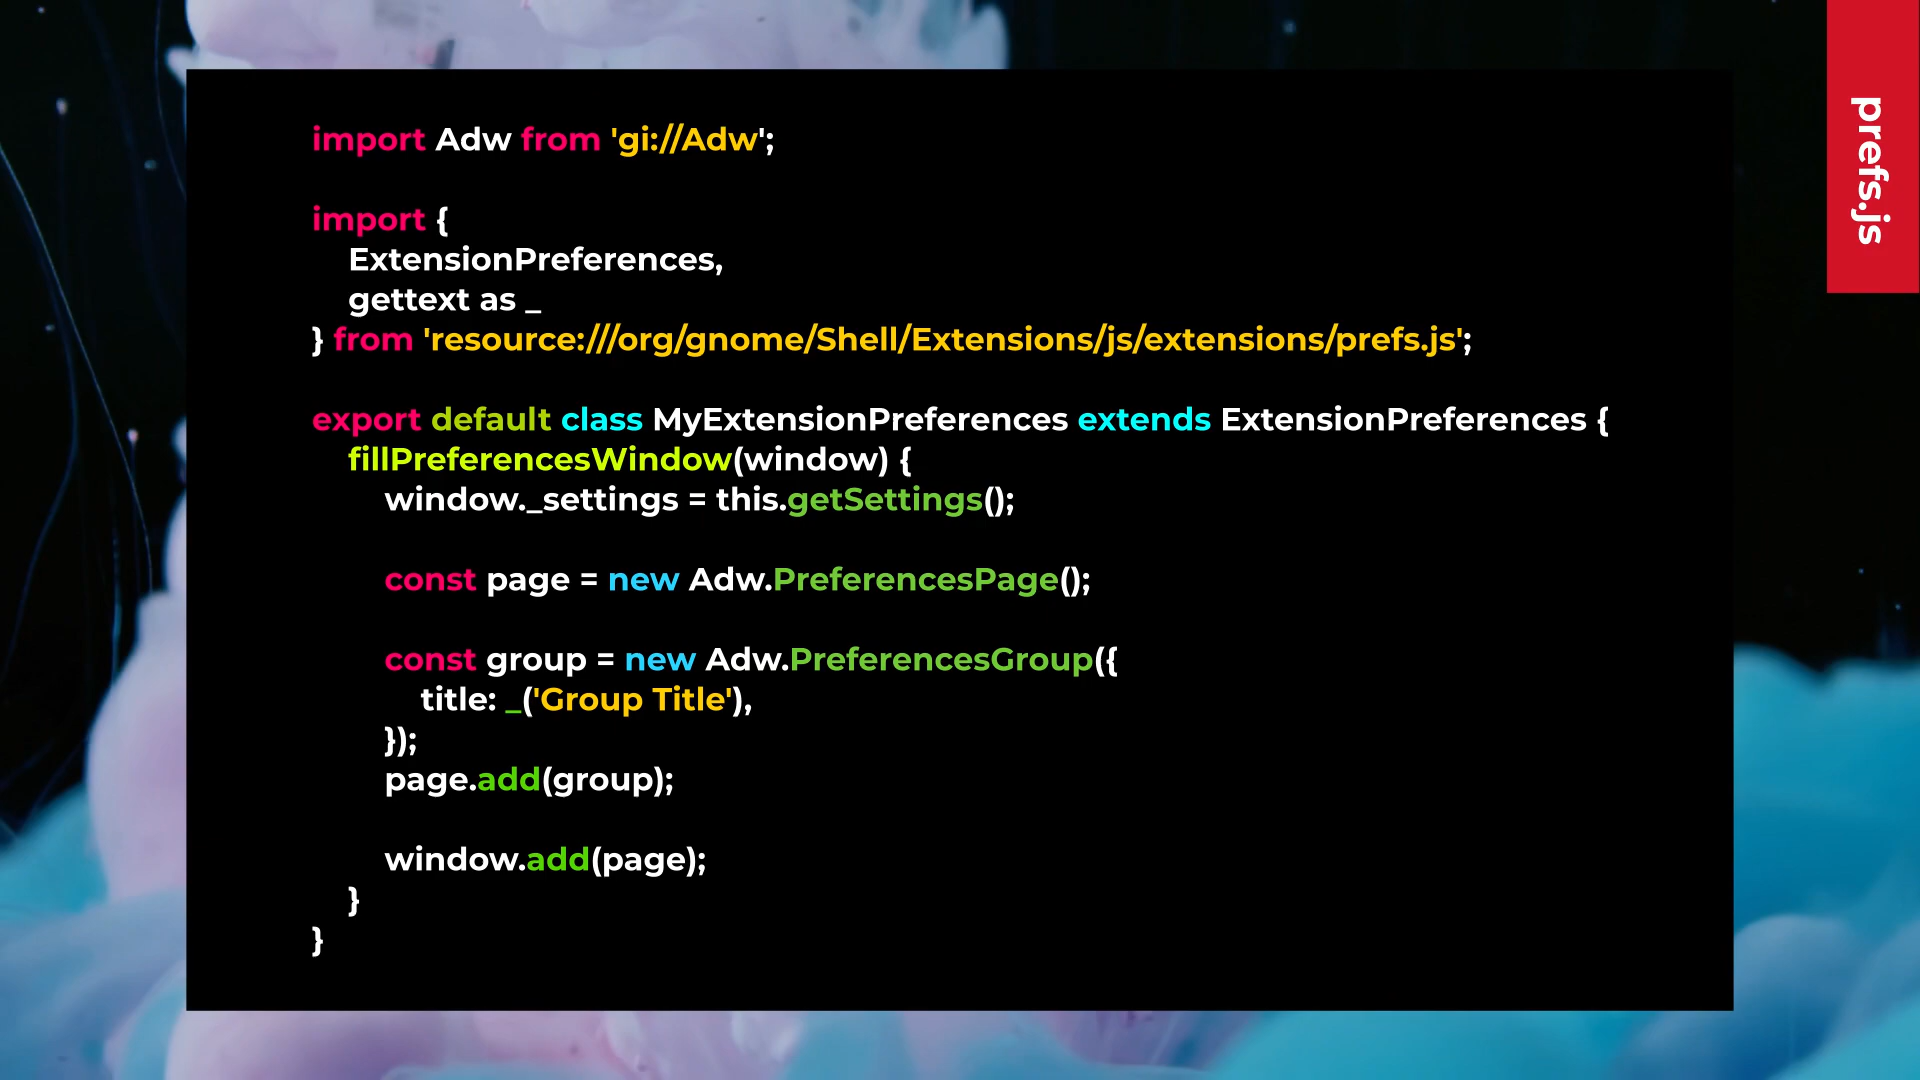 import Adw from 'gi://Adw';
import {
ExtensionPreferences,
gettext as _
} from 'resource:///org/gnome/Shell/Extensions/js/extensions/prefs.js';
export default class MyExtensionPreferences extends ExtensionPreferences {
fillPreferencesWindow(window) {
window._settings = this.getSettings();
const page = new Adw.PreferencesPage();
const group = new Adw.PreferencesGroup({
title: _('Group Title'),
});
page.add(group);
window.add(page);
}
}
prefs.js